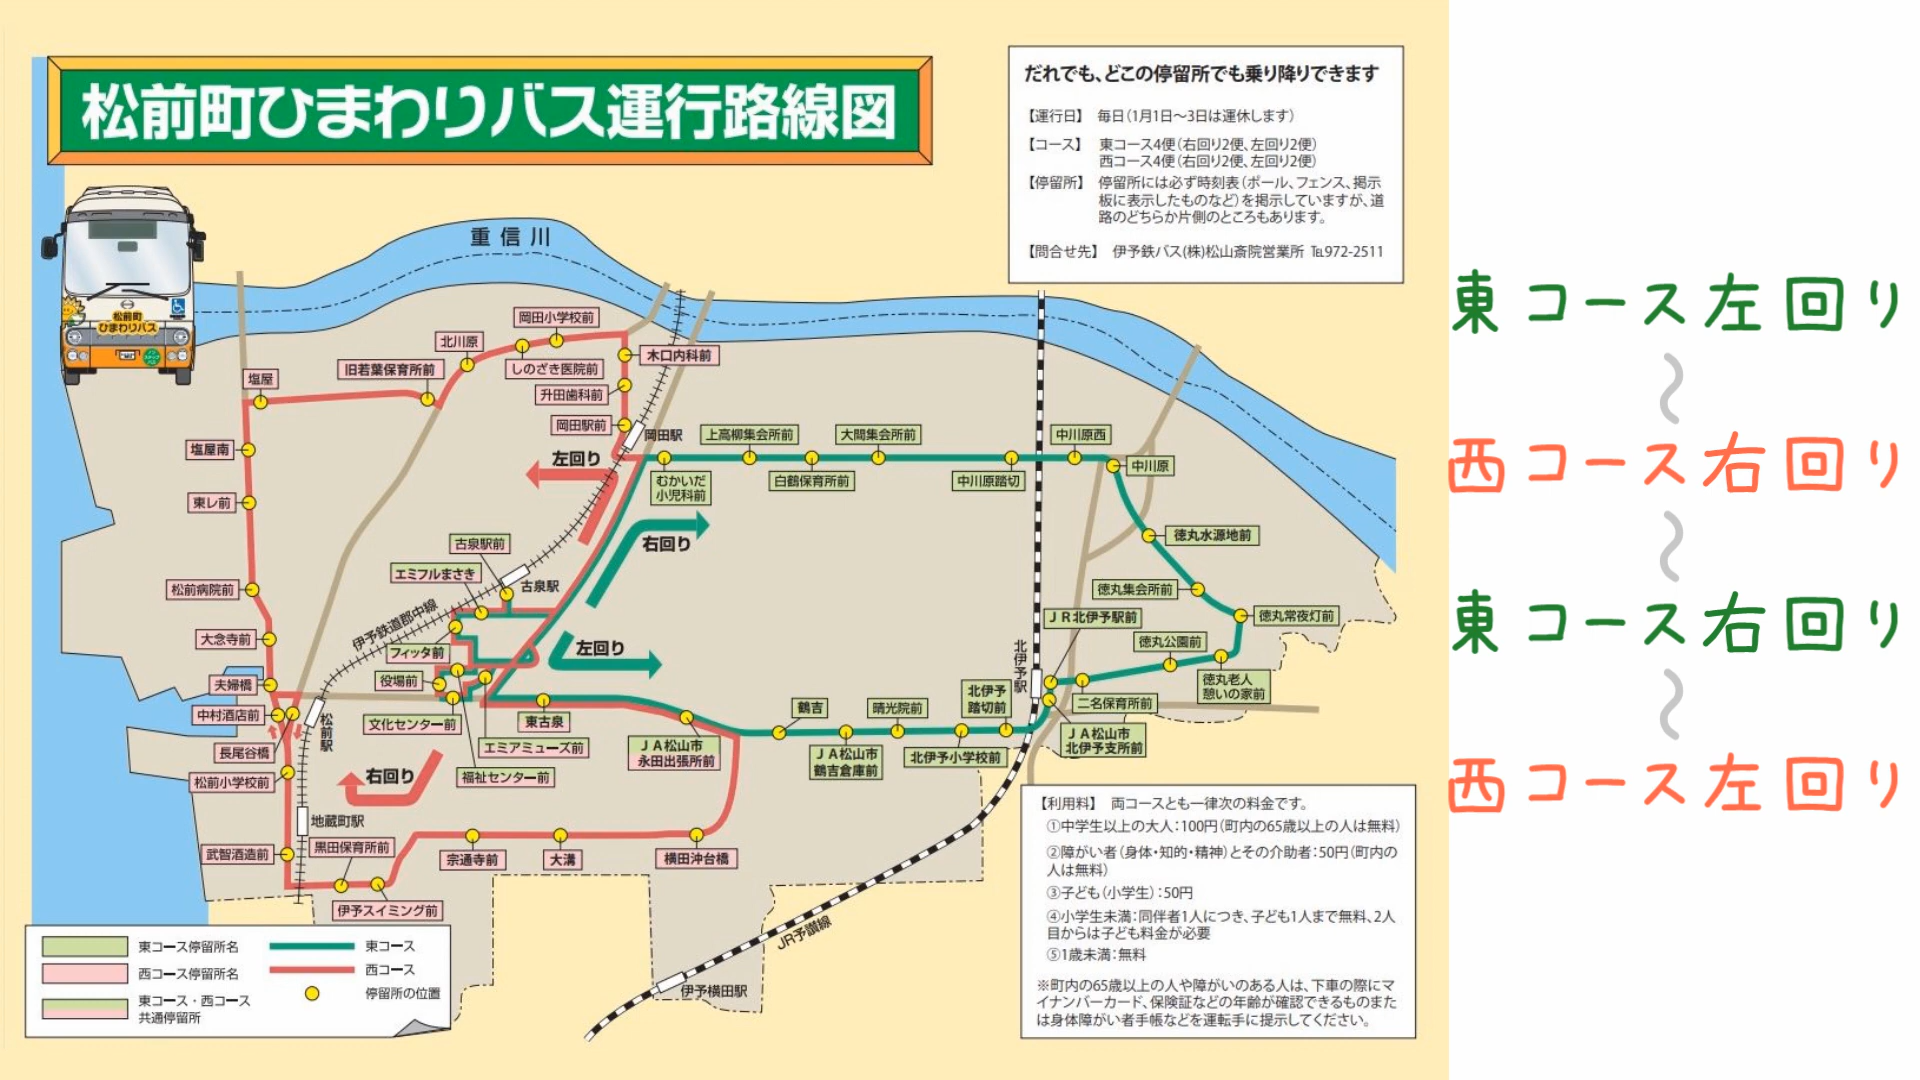 松前町ひまわりバス運行路線図
だれでも、どこの停留所でも乗り降りできます
【運行日】 毎日(1月1日〜3日は運休します)
【コース】 東コース4便(右回り2便、左回り2便)
西コース4便(右回り2便、左回り2便)
【停留所】 停留所には必ず時刻表(ポール、フェンス、掲示
板に表示したものなど)を掲示していますが、道
路のどちらか片側のところもあります。
【問合せ先】 伊予鉄バス(株)松山斎院営業所 ℡972-2511
松前町
ひまわりバス
重信川
岡田小学校前
北川原
しのざき医院前
木口内科前
旧若葉保育所前
塩屋
升田歯科前
岡田駅前
岡田駅
塩屋南
左回り
上高柳集会所前
大間集会所前
中川原西
中川原
むかいだ
小児科前
白鶴保育所前
中川原踏切
東レ前
右回り
徳丸水源地前
古泉駅前
エミフルまさき
古泉駅
松前病院前
徳丸集会所前
伊予鉄道郡中線
JR北伊予駅前
徳丸常夜灯前
大念寺前
フィッタ前
左回り
北伊予駅
徳丸公園前
夫婦橋
役場前
徳丸老人
憩いの家前
中村酒店前
松前駅
文化センター前
東古泉
鶴吉
晴光院前
北伊予
踏切前
二名保育所前
長尾谷橋
エミアミューズ前
JA松山市
永田出張所前
JA松山市
鶴吉倉庫前
北伊予小学校前
JA松山市
北伊予支所前
松前小学校前
右回り
福祉センター前
地蔵町駅
武智酒造前
黒田保育所前
宗通寺前
大溝
横田沖台橋
伊予スイミング前
JR予讃線
伊予横田駅
東コース停留所名
西コース停留所名
東コース・西コース
共通停留所
東コース
西コース
停留所の位置
【利用料】 両コースとも一律次の料金です。
①中学生以上の大人:100円(町内の65歳以上の人は無料)
②障がい者(身体・知的・精神)とその介助者:50円(町内の
人は無料)
③子ども(小学生):50円
④小学生未満:同伴者1人につき、子ども1人まで無料、2人
目からは子ども料金が必要
⑤1歳未満:無料
※町内の65歳以上の人や障がいのある人は、下車の際にマ
イナンバーカード、保険証などの年齢が確認できるものまた
は身体障がい者手帳などを運転手に提示してください。
東コース左回り
〜
西コース右回り
〜
東コース右回り
〜
西コース左回り